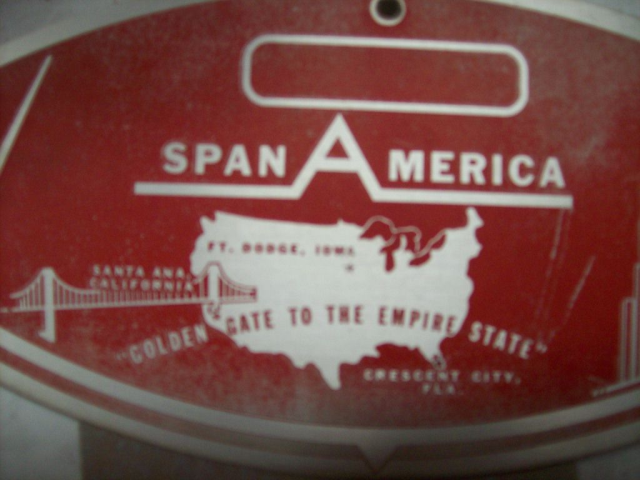 SPAN AMERICA
FT. DODGE, IOWA
SANTA ANA,
CALIFORNIA
"GOLDEN GATE TO THE EMPIRE STATE"
CRESCENT CITY,
FLA.